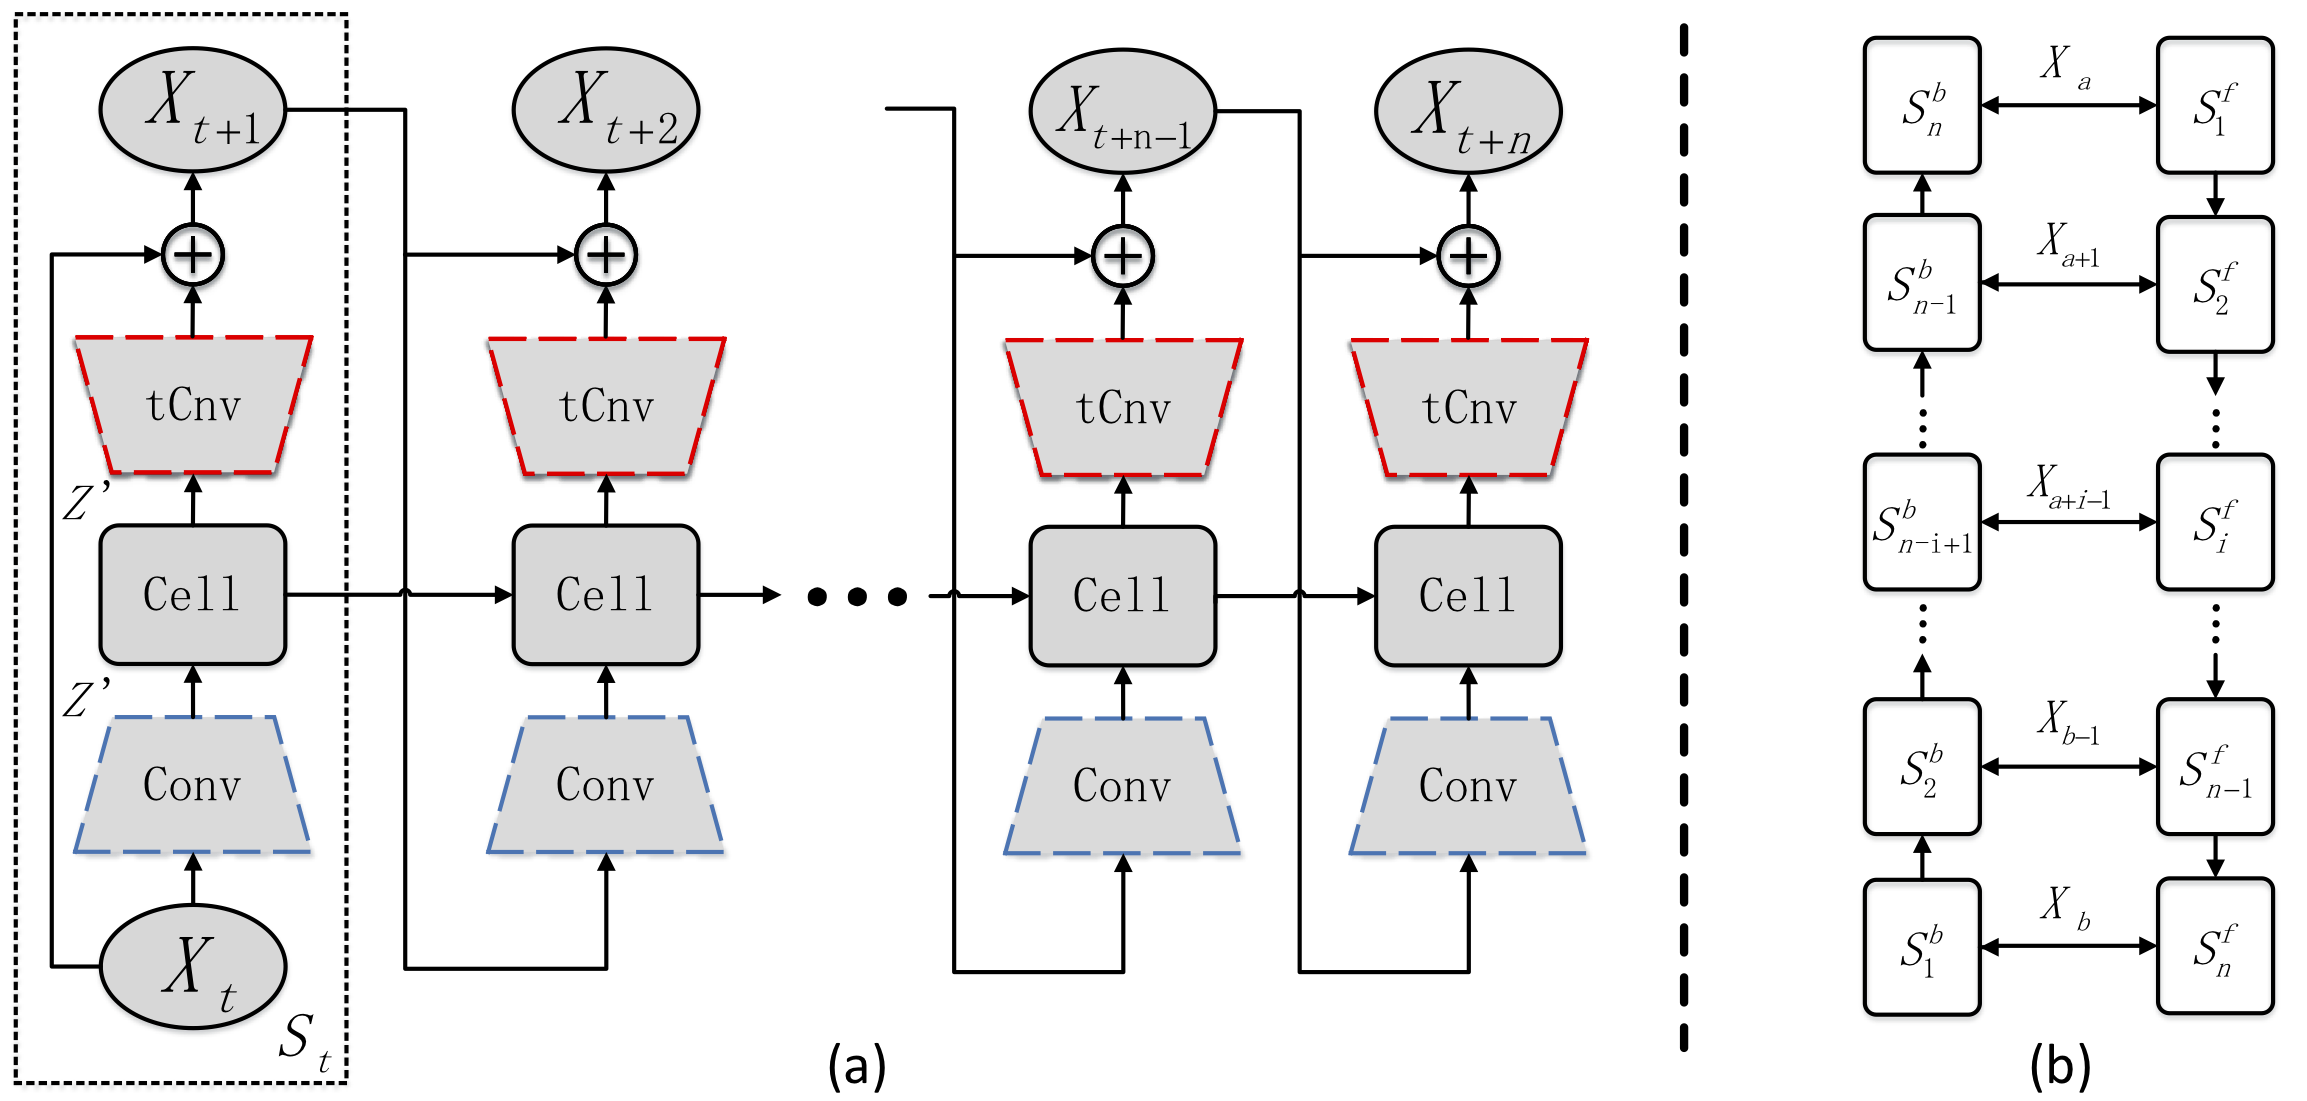 X_{t+1} X_{t+2} X_{t+n-1} X_{t+n}
+ + + +
tCnv tCnv tCnv tCnv
Z’
Cell Cell Cell Cell
Z’
Conv Conv Conv Conv
X_t
S_t
(a)
S_n^b X_a S_1^f
S_{n-1}^b X_{a+1} S_2^f
S_{n-i+1}^b X_{a+i-1} S_i^f
S_2^b X_{b-1} S_{n-1}^f
S_1^b X_b S_n^f
(b)